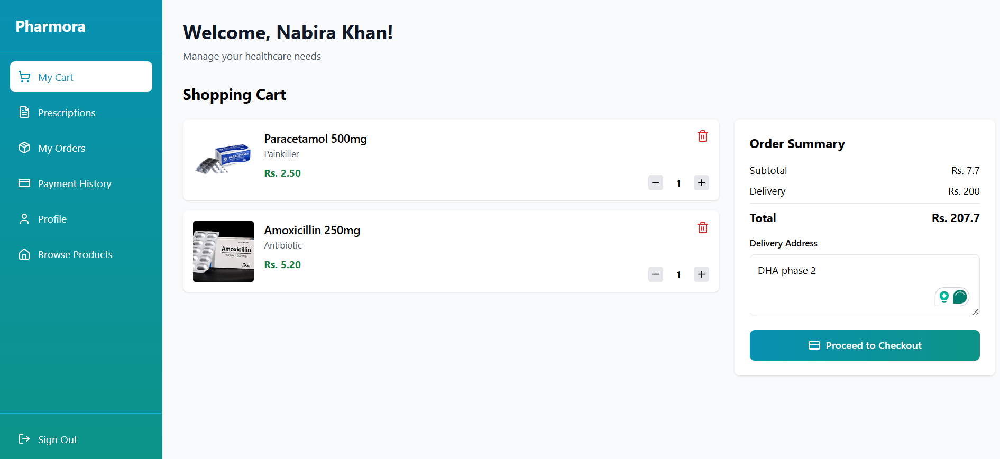 Pharmora
My Cart
Prescriptions
My Orders
Payment History
Profile
Browse Products
Sign Out
Welcome, Nabira Khan!
Manage your healthcare needs
Shopping Cart
PARACETAMOL
Paracetamol 500mg
Painkiller
Rs. 2.50
1
Amoxicillin
Tablets 1000 mg
Amoxicillin 250mg
Antibiotic
Rs. 5.20
1
Order Summary
Subtotal Rs. 7.7
Delivery Rs. 200
Total Rs. 207.7
Delivery Address
DHA phase 2
Proceed to Checkout